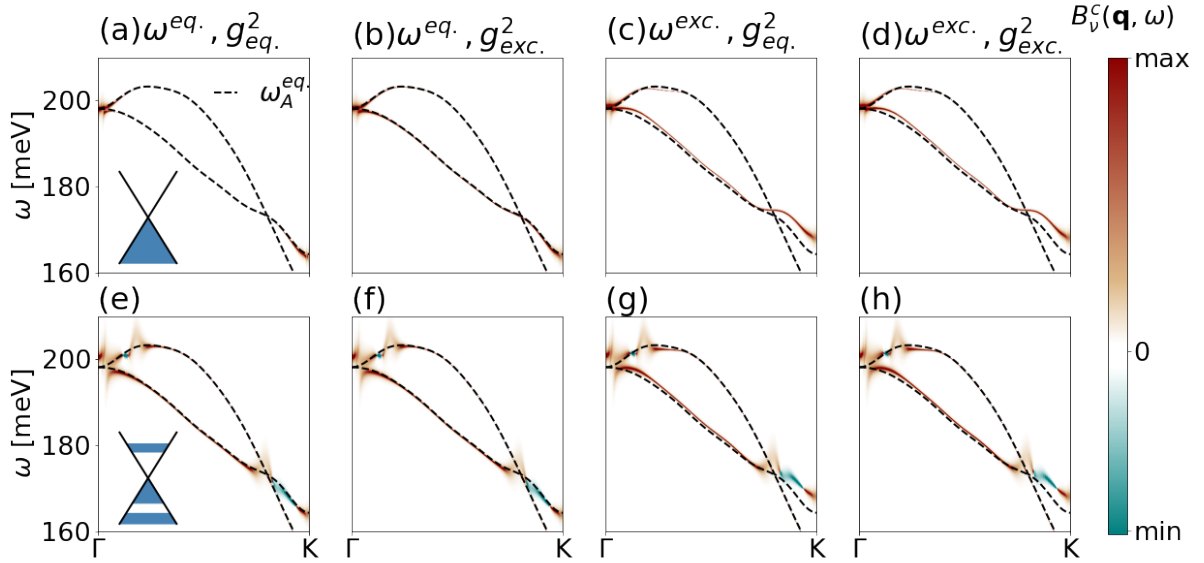 (a)ω^{eq.}, g^2_{eq.}
(b)ω^{eq.}, g^2_{exc.}
(c)ω^{exc.}, g^2_{eq.}
(d)ω^{exc.}, g^2_{exc.}
B^c_ν(q, ω)
ω [meV]
200
180
160
ω^{eq.}_A
max
0
min
(e)
(f)
(g)
(h)
ω [meV]
200
180
160
Γ
K
Γ
K
Γ
K
Γ
K